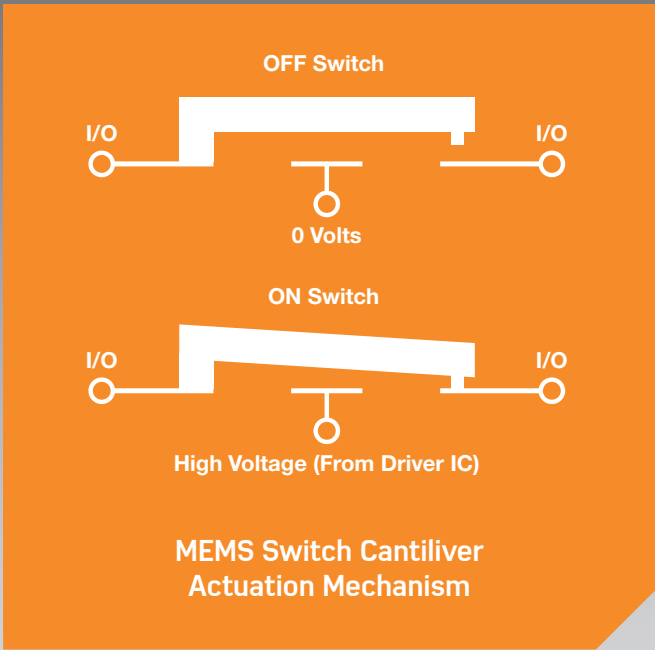 OFF Switch
I/O
I/O
0 Volts
ON Switch
I/O
I/O
High Voltage (From Driver IC)
MEMS Switch Cantiliver
Actuation Mechanism